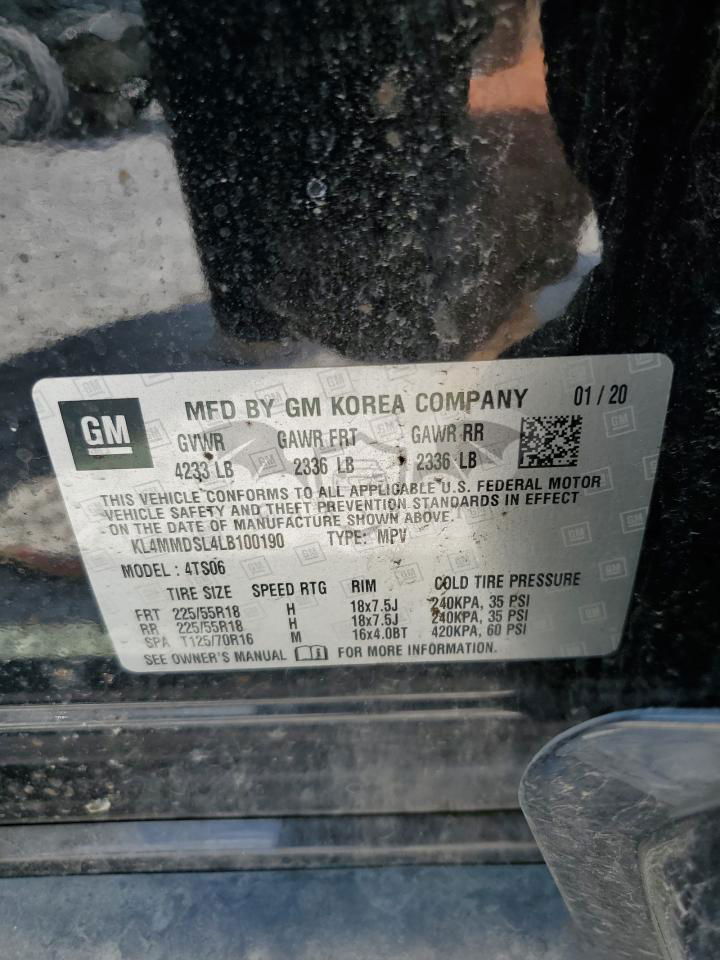 GM
MFD BY GM KOREA COMPANY 01 / 20
GVWR GAWR FRT GAWR RR
4233 LB 2336 LB 2336 LB
THIS VEHICLE CONFORMS TO ALL APPLICABLE U.S. FEDERAL MOTOR
VEHICLE SAFETY AND THEFT PREVENTION STANDARDS IN EFFECT
ON THE DATE OF MANUFACTURE SHOWN ABOVE.
KL4MMDSL4LB100190 TYPE: MPV
MODEL : 4TS06
TIRE SIZE SPEED RTG RIM COLD TIRE PRESSURE
FRT 225/55R18 H 18x7.5J 240KPA, 35 PSI
RR 225/55R18 H 18x7.5J 240KPA, 35 PSI
SPA T125/70R16 M 16x4.0BT 420KPA, 60 PSI
SEE OWNER'S MANUAL FOR MORE INFORMATION.